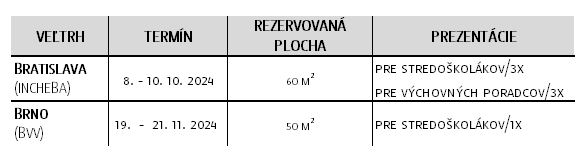 VEĽTRH TERMÍN REZERVOVANÁ PLOCHA PREZENTÁCIE
BRATISLAVA (INCHEBA) 8. - 10. 10. 2024 60 M² PRE STREDOŠKOLÁKOV/3X
PRE VÝCHOVNÝCH PORADCOV/3X
BRNO (BVV) 19. - 21. 11. 2024 50 M² PRE STREDOŠKOLÁKOV/1X